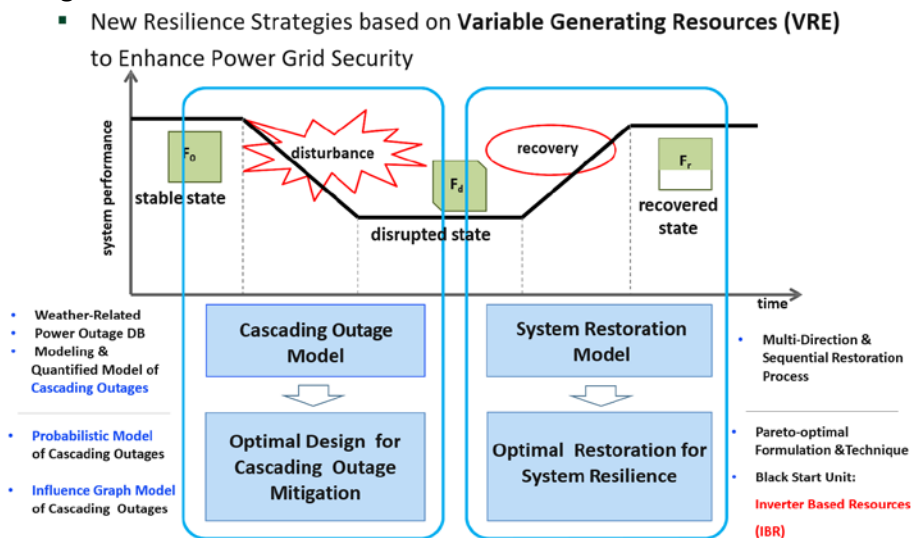 ▪ New Resilience Strategies based on Variable Generating Resources (VRE)
to Enhance Power Grid Security
system performance
F0
stable state
disturbance
Fd
disrupted state
recovery
Fr
recovered
state
time
• Weather-Related
• Power Outage DB
• Modeling &
Quantified Model of
Cascading Outages
• Probabilistic Model
of Cascading Outages
• Influence Graph Model
of Cascading Outages
Cascading Outage
Model
Optimal Design for
Cascading Outage
Mitigation
System Restoration
Model
Optimal Restoration for
System Resilience
• Multi-Direction &
Sequential Restoration
Process
• Pareto-optimal
Formulation &Technique
• Black Start Unit:
Inverter Based Resources
(IBR)